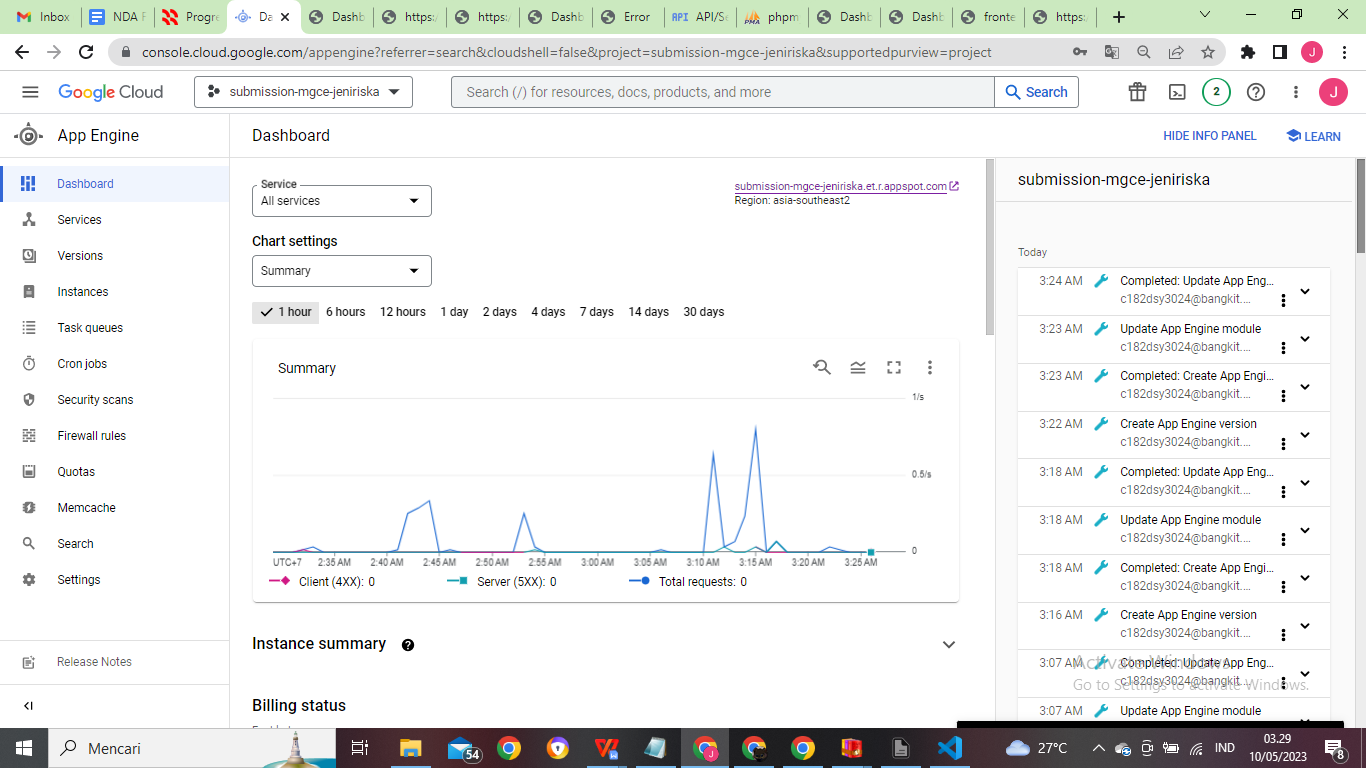 Inbox
NDA F
Progre
Da
Dashb
https:
https:
Dashb
Error
API API/Se
PMA phpm
Dashb
Dashb
fronte
https:
console.cloud.google.com/appengine?referrer=search&cloudshell=false&project=submission-mgce-jeniriska&supportedpurview=project
J
Google Cloud
submission-mgce-jeniriska
Search (/) for resources, docs, products, and more
Search
2
J
App Engine
Dashboard
HIDE INFO PANEL
LEARN
Dashboard
Services
Versions
Instances
Task queues
Cron jobs
Security scans
Firewall rules
Quotas
Memcache
Search
Settings
Release Notes
Service
All services
submission-mgce-jeniriska.et.r.appspot.com
Region: asia-southeast2
Chart settings
Summary
1 hour 6 hours 12 hours 1 day 2 days 4 days 7 days 14 days 30 days
Summary
1/s
0.5/s
0
UTC+7 2:35 AM 2:40 AM 2:45 AM 2:50 AM 2:55 AM 3:00 AM 3:05 AM 3:10 AM 3:15 AM 3:20 AM 3:25 AM
Client (4XX): 0 Server (5XX): 0 Total requests: 0
Instance summary
Billing status
submission-mgce-jeniriska
Today
3:24 AM Completed: Update App Eng...
c182dsy3024@bangkit....
3:23 AM Update App Engine module
c182dsy3024@bangkit....
3:23 AM Completed: Create App Engi...
c182dsy3024@bangkit....
3:22 AM Create App Engine version
c182dsy3024@bangkit....
3:18 AM Completed: Update App Eng...
c182dsy3024@bangkit....
3:18 AM Update App Engine module
c182dsy3024@bangkit....
3:18 AM Completed: Create App Engi...
c182dsy3024@bangkit....
3:16 AM Create App Engine version
c182dsy3024@bangkit....
3:07 AM Completed: Update App Eng...
c182dsy3024@bangkit....
3:07 AM Update App Engine module
Activate Windows
Go to Settings to activate Windows.
Mencari
54
27°C
IND
03.29
10/05/2023
8